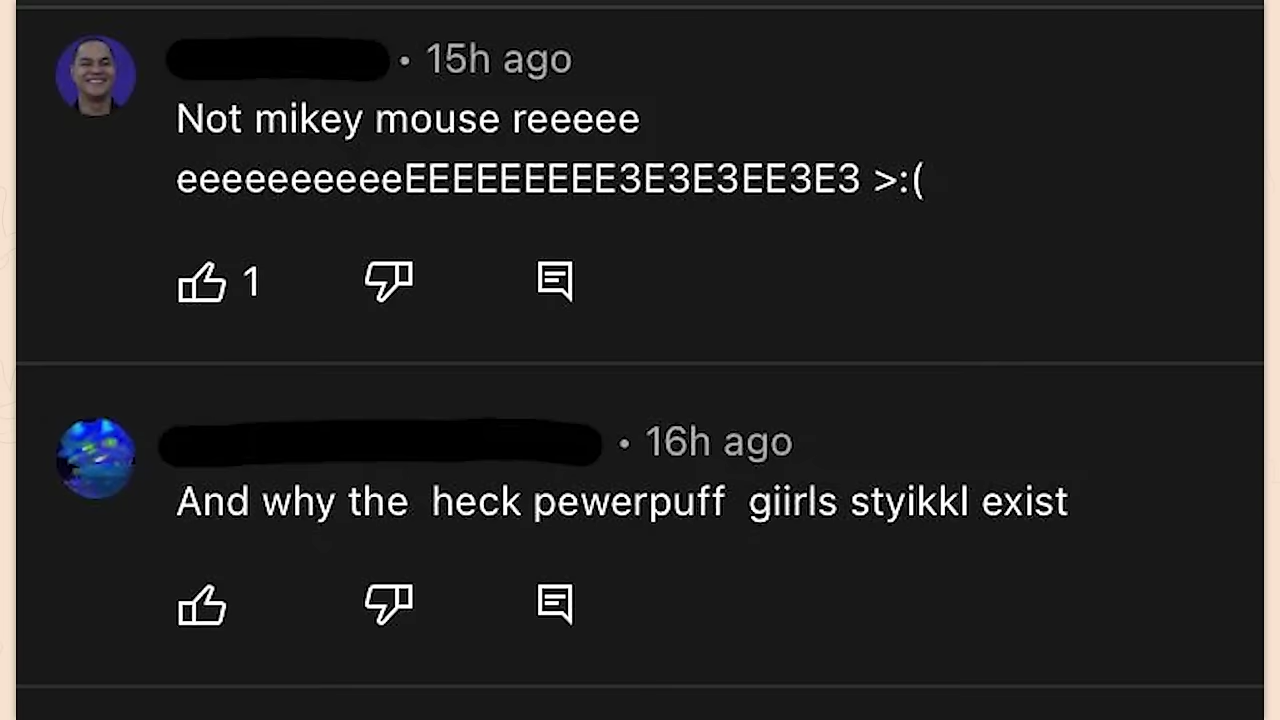 • 15h ago
Not mikey mouse reeeee
eeeeeeeeeeEEEEEEEEE3E3E3EE3E3 >:(
1
• 16h ago
And why the  heck pewerpuff  giirls styikkl exist